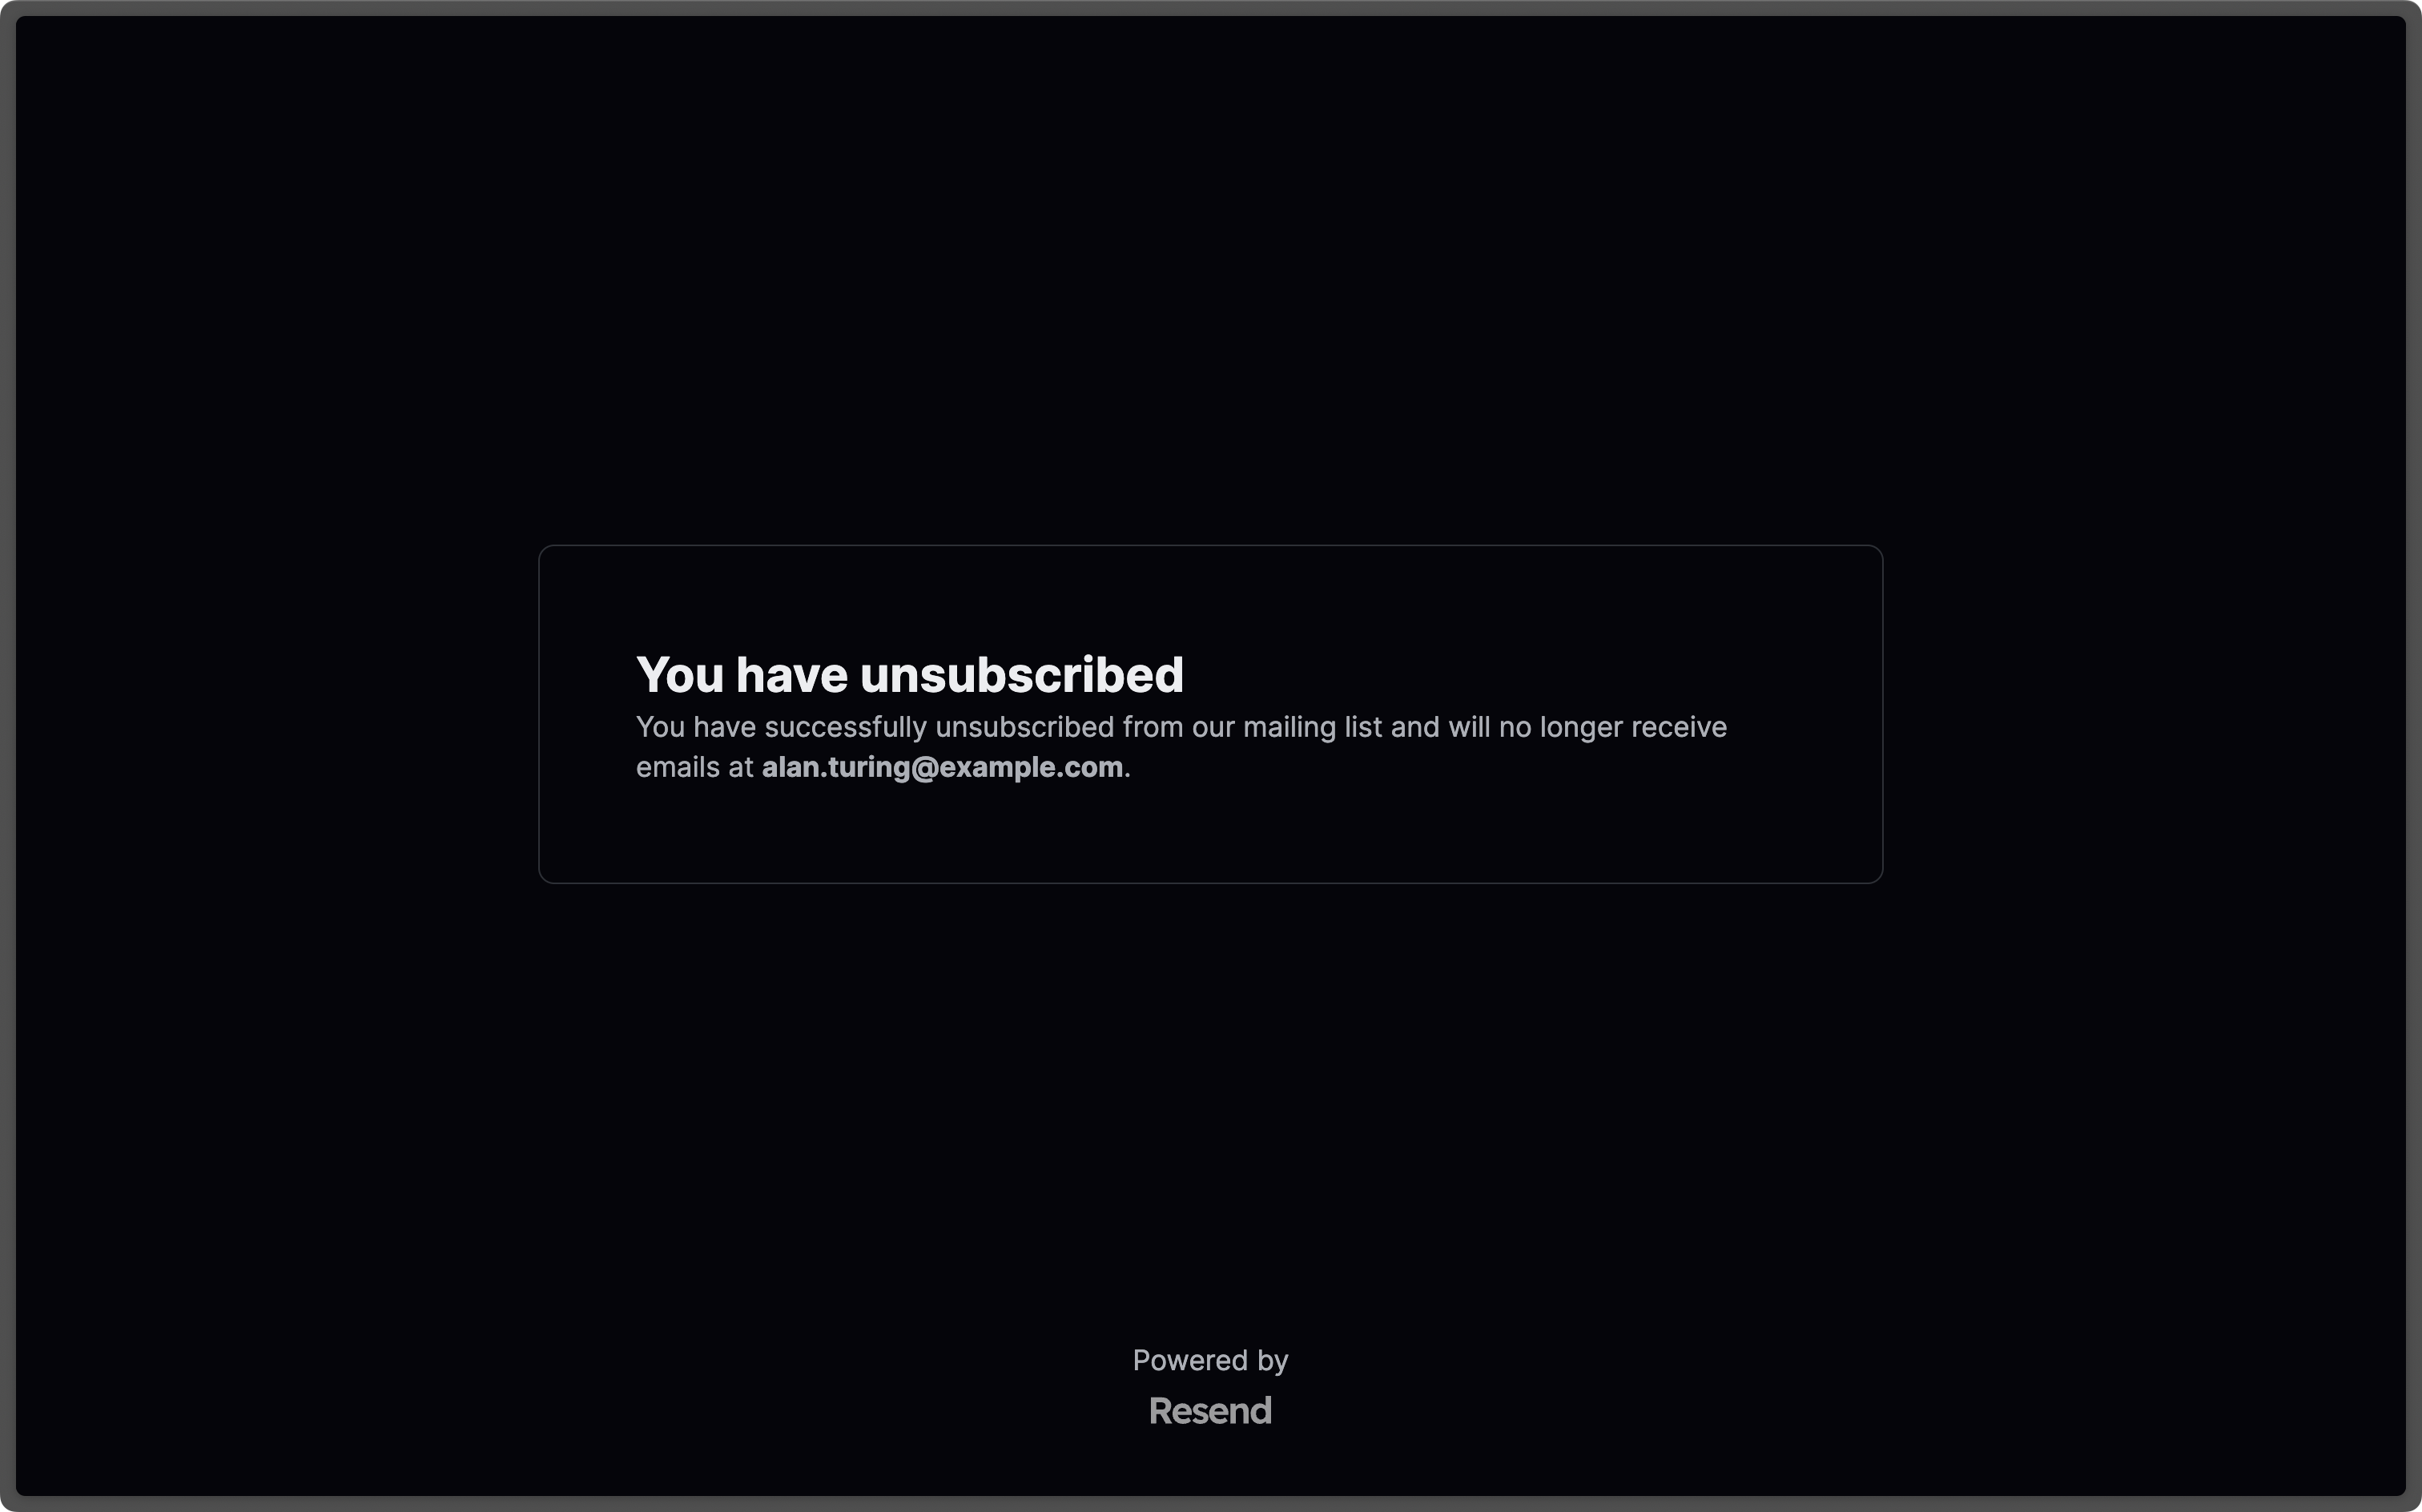 You have unsubscribed
You have successfully unsubscribed from our mailing list and will no longer receive
emails at alan.turing@example.com.
Powered by
Resend